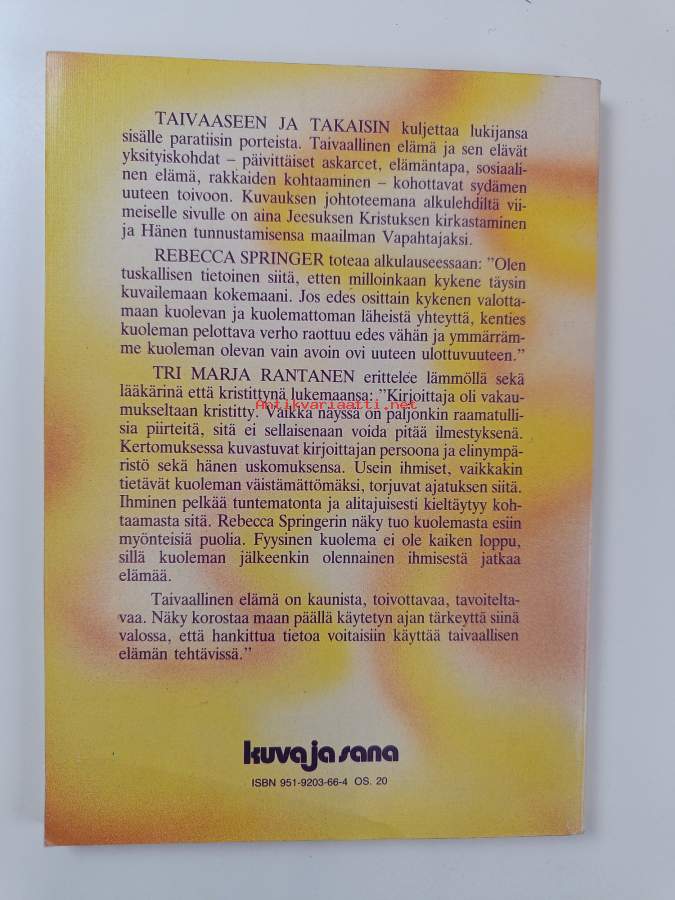 TAIVAASEEN JA TAKAISIN kuljettaa lukijansa
sisälle paratiisin porteista. Taivaallinen elämä ja sen elävät
yksityiskohdat – päivittäiset askareet, elämäntapa, sosiaali-
nen elämä, rakkaiden kohtaaminen – kohottavat sydämen
uuteen toivoon. Kuvauksen johtoteemana alkulehdiltä vii-
meiselle sivulle on aina Jeesuksen Kristuksen kirkastaminen
ja Hänen tunnustamisensa maailman Vapahtajaksi.
REBECCA SPRINGER toteaa alkulauseessaan: ”Olen
tuskallisen tietoinen siitä, etten milloinkaan kykene täysin
kuvailemaan kokemaani. Jos edes osittain kykenen valotta-
maan kuolevan ja kuolemattoman läheistä yhteyttä, kenties
kuoleman pelottava verho raottuu edes vähän ja ymmärräm-
me kuoleman olevan vain avoin ovi uuteen ulottuvuuteen.”
TRI MARJA RANTANEN erittelee lämmöllä sekä
lääkärinä että kristittynä lukemaansa: ”Kirjoittaja oli vakau-
mukseltaan kristitty. Vaikka näyssä on paljonkin raamatulli-
Antikvariaatti.net
sia piirteitä, sitä ei sellaisenaan voida pitää ilmestyksenä.
Kertomuksessa kuvastuvat kirjoittajan persoona ja elinympä-
ristö sekä hänen uskomuksensa. Usein ihmiset, vaikkakin
tietävät kuoleman väistämättömäksi, torjuvat ajatuksen siitä.
Ihminen pelkää tuntematonta ja alitajuisesti kieltäytyy koh-
taamasta sitä. Rebecca Springerin näky tuo kuolemasta esiin
myönteisiä puolia. Fyysinen kuolema ei ole kaiken loppu,
sillä kuoleman jälkeenkin olennainen ihmisestä jatkaa
elämää.
Taivaallinen elämä on kaunista, toivottavaa, tavoitelta-
vaa. Näky korostaa maan päällä käytetyn ajan tärkeyttä siinä
valossa, että hankittua tietoa voitaisiin käyttää taivaallisen
elämän tehtävissä.”
kuva ja sana
ISBN 951-9203-66-4 OS. 20